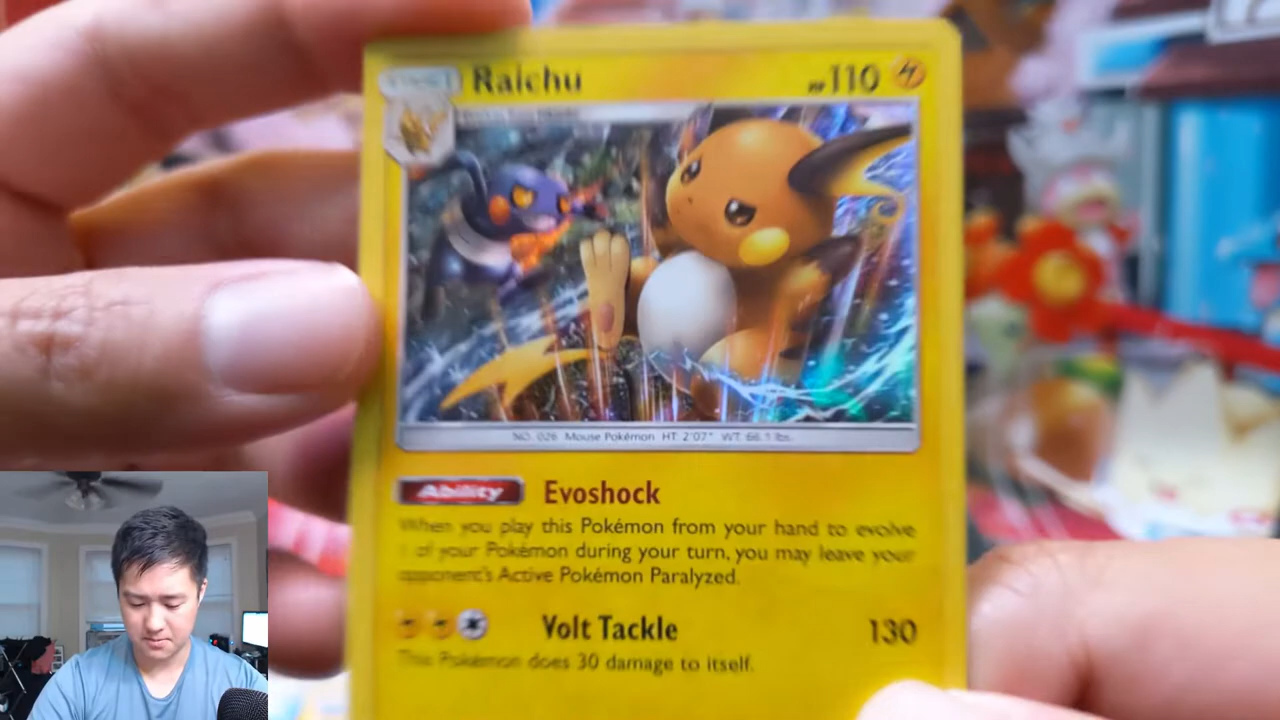 Raichu
HP 110
NO. 026 Mouse Pokémon HT: 2'07" WT: 66.1 lbs.
Ability Evoshock
When you play this Pokémon from your hand to evolve
1 of your Pokémon during your turn, you may leave your
opponent's Active Pokémon Paralyzed.
Volt Tackle 130
This Pokémon does 30 damage to itself.